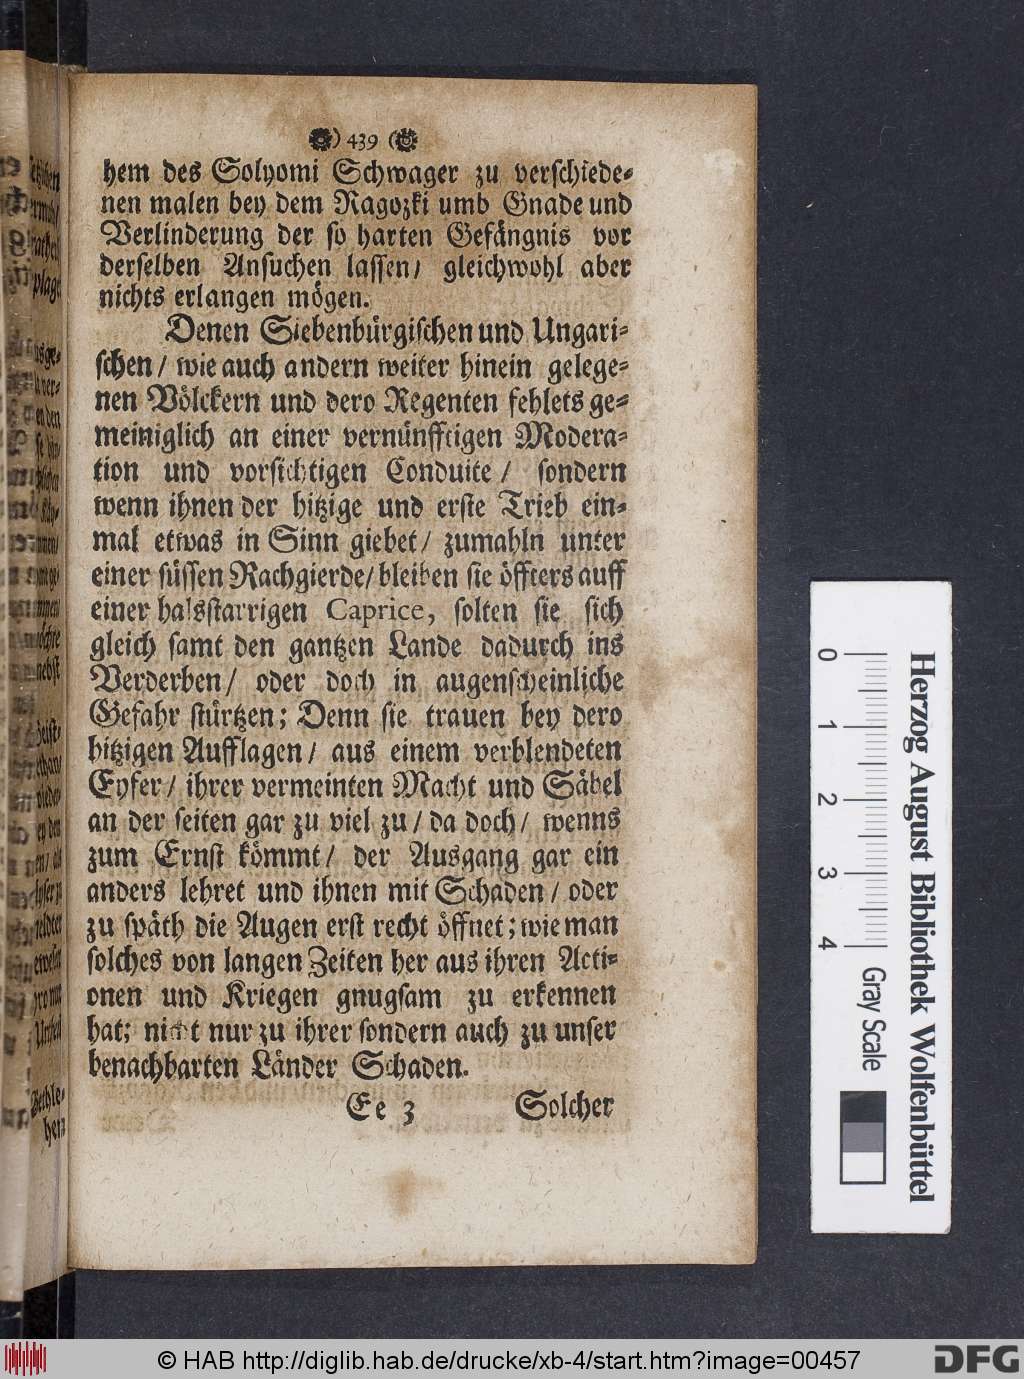 ) 439 (
hem des Solyomi Schwager zu verschiede-
nen malen bey dem Ragozki umb Gnade und
Verlinderung der so harten Gefängnis vor
derselben Ansuchen lassen/ gleichwohl aber
nichts erlangen mögen.
Denen Siebenbürgischen und Ungari-
schen/ wie auch andern weiter hinein gelege-
nen Völckern und dero Regenten fehlets ge-
meiniglich an einer vernünfftigen Modera-
tion und vorsichtigen Conduite/ sondern
wenn ihnen der hitzige und erste Trieb ein-
mal etwas in Sinn giebet/ zumahln unter
einer süssen Rachgierde/ bleiben sie öffters auff
einer halsstarrigen Caprice, solten sie sich
gleich samt den gantzen Lande dadurch ins
Verderben/ oder doch in augenscheinliche
Gefahr stürtzen; Denn sie trauen bey dero
hitzigen Aufflagen/ aus einem verblendeten
Eyfer/ ihrer vermeinten Macht und Säbel
an der seiten gar zu viel zu/ da doch/ wenns
zum Ernst kömmt/ der Ausgang gar ein
anders lehret und ihnen mit Schaden/ oder
zu späth die Augen erst recht öffnet; wie man
solches von langen Zeiten her aus ihren Acti-
onen und Kriegen gnugsam zu erkennen
hat; nicht nur zu ihrer sondern auch zu unser
benachbarten Länder Schaden.
Ee 3 Solcher
Herzog August Bibliothek Wolfenbüttel
0 1 2 3 4 Gray Scale
© HAB http://diglib.hab.de/drucke/xb-4/start.htm?image=00457
DFG